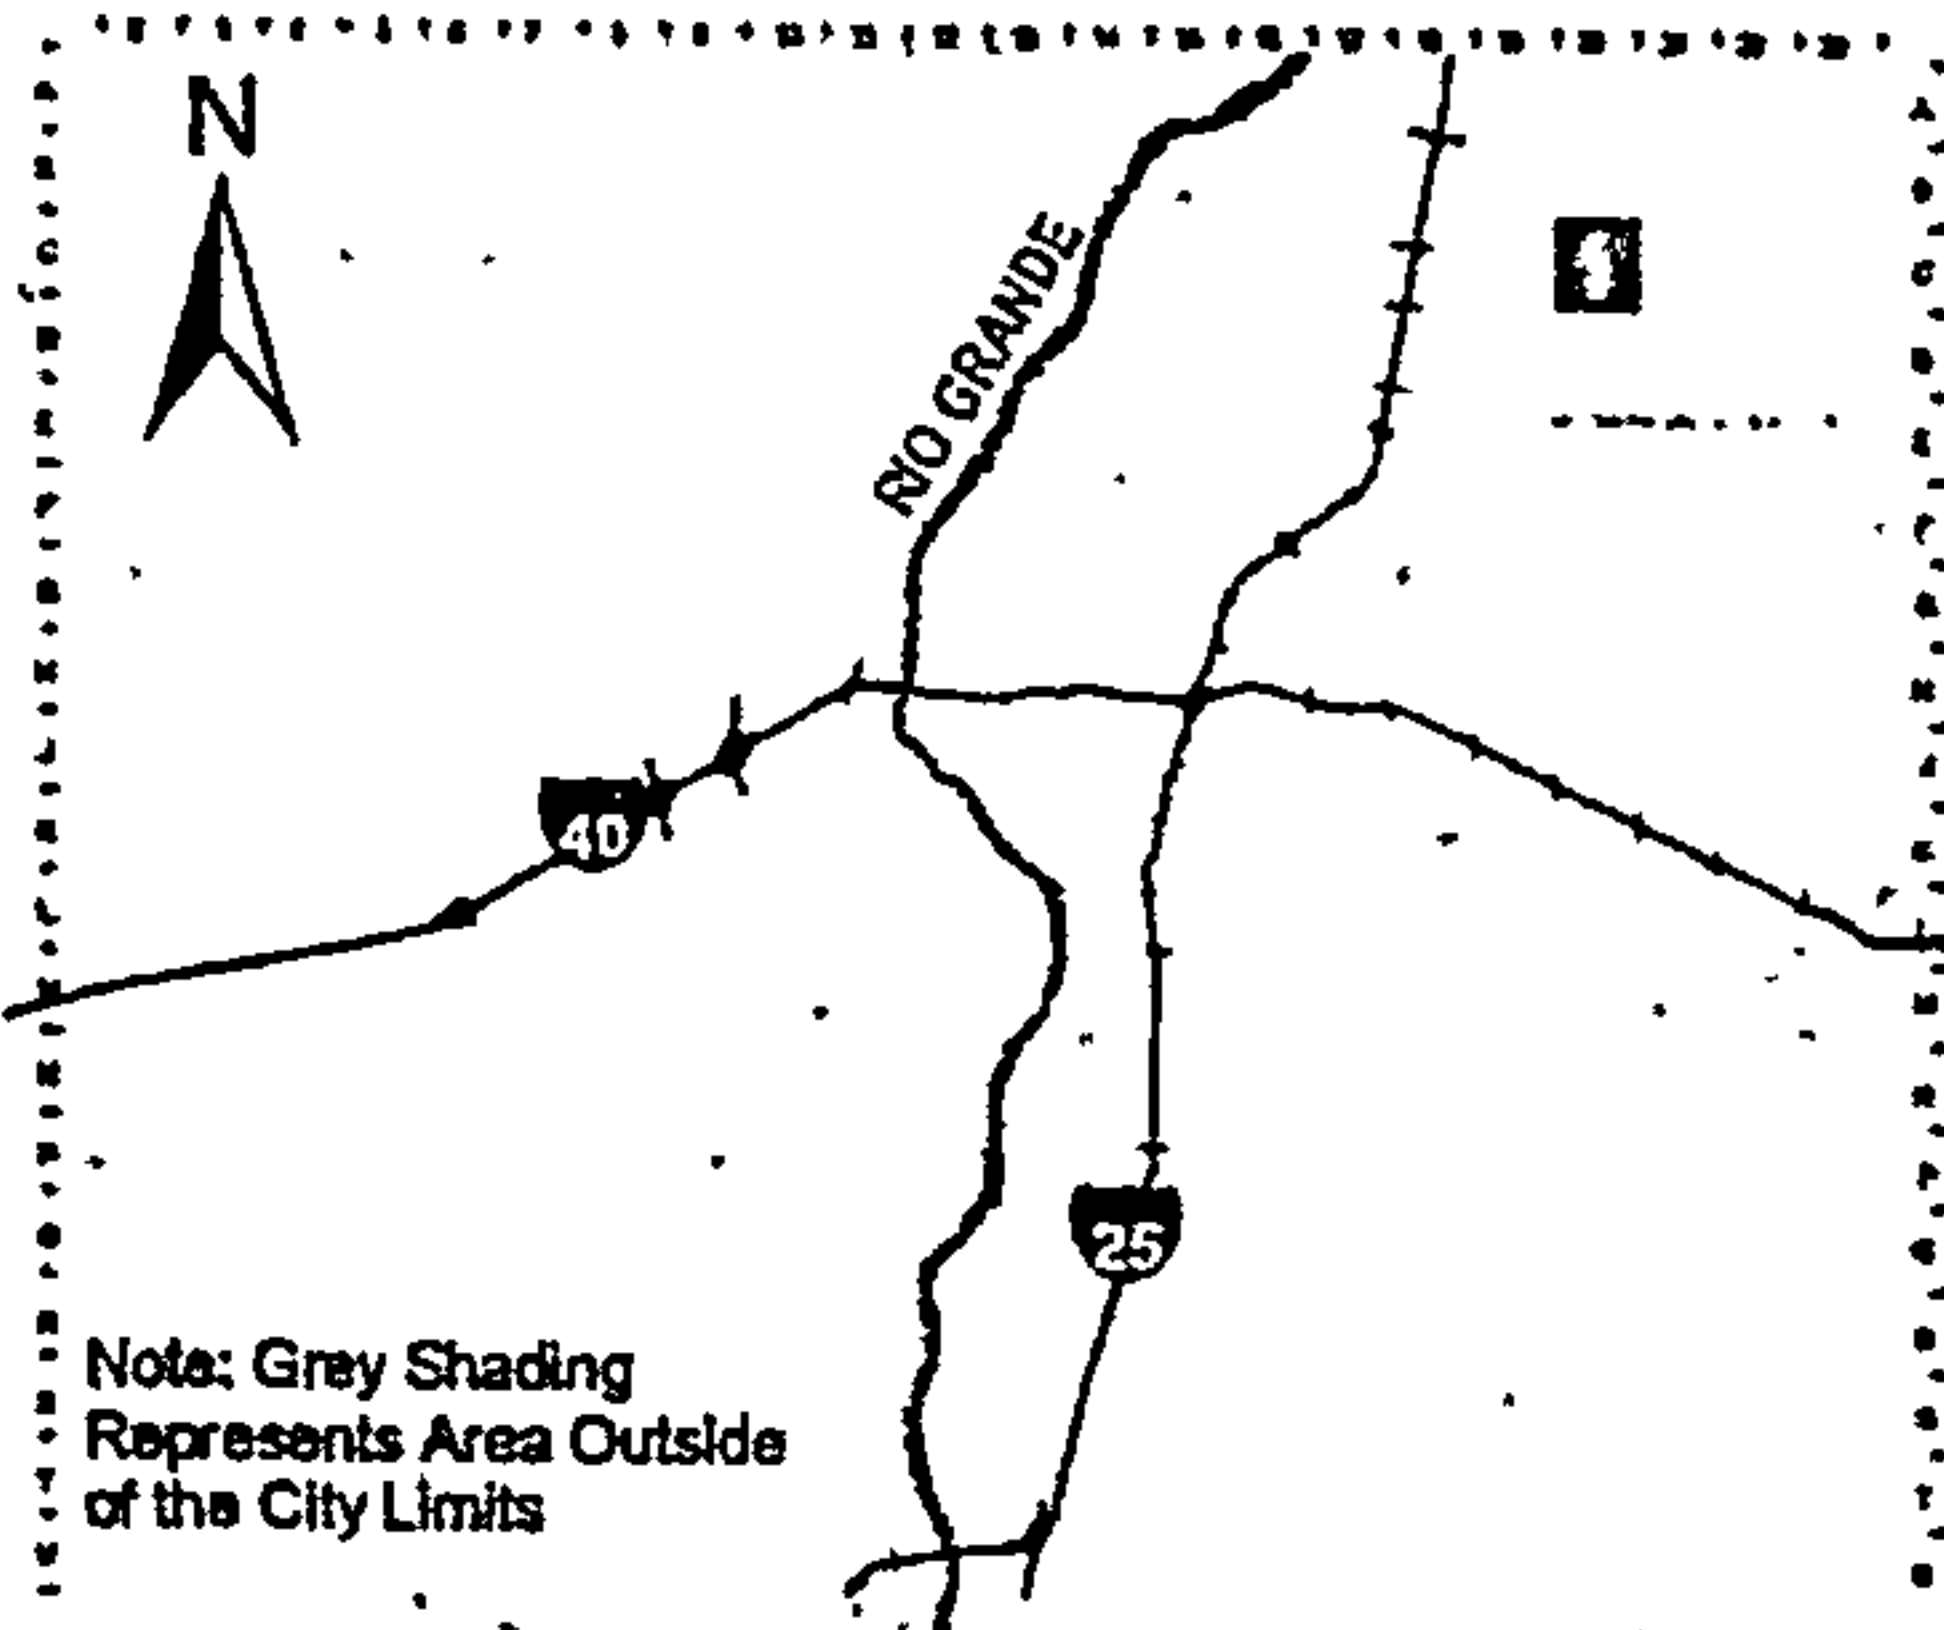 N
RIO GRANDE
40
25
Note: Grey Shading
Represents Area Outside
of the City Limits